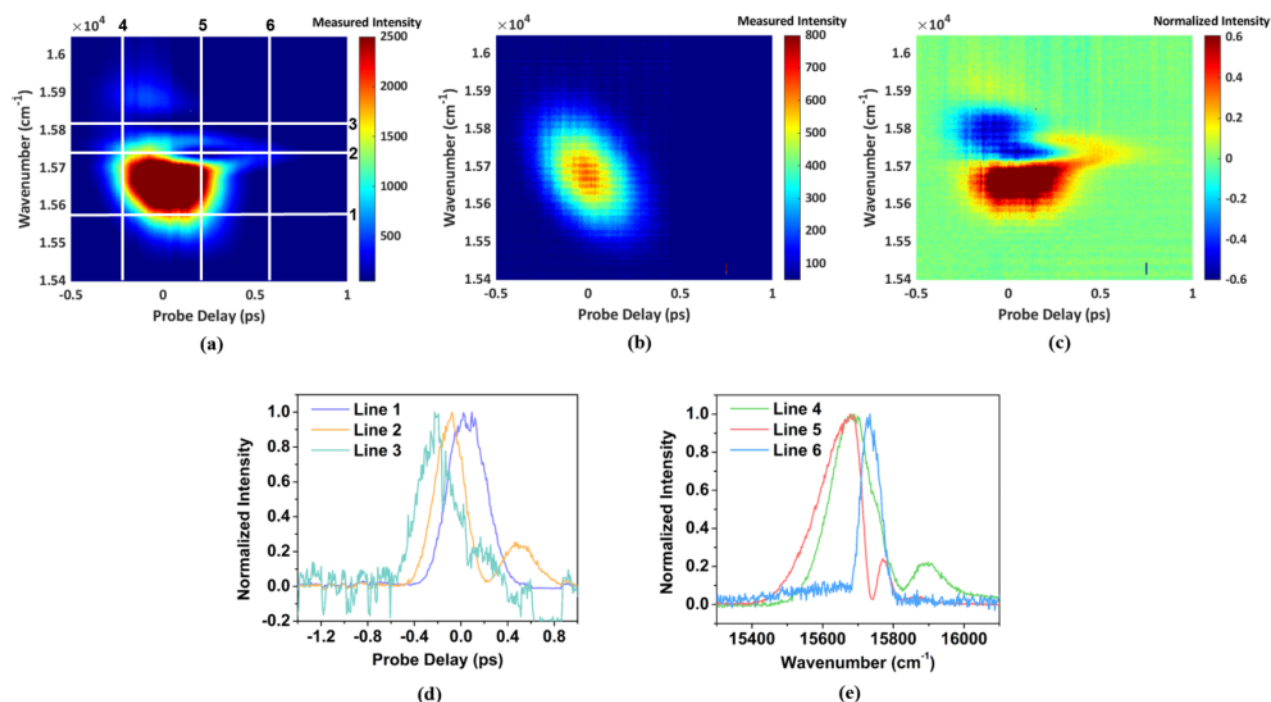 ×10⁴ 4 5 6 Measured Intensity
1.6
1.59
1.58
1.57
1.56
1.55
1.54
Wavenumber (cm⁻¹)
3
2
1
-0.5 0 0.5 1
Probe Delay (ps)
2500
2000
1500
1000
500
(a)
×10⁴ Measured Intensity
1.6
1.59
1.58
1.57
1.56
1.55
1.54
Wavenumber (cm⁻¹)
-0.5 0 0.5 1
Probe Delay (ps)
800
700
600
500
400
300
200
100
(b)
×10⁴ Normalized Intensity
1.6
1.59
1.58
1.57
1.56
1.55
1.54
Wavenumber (cm⁻¹)
-0.5 0 0.5 1
Probe Delay (ps)
0.6
0.4
0.2
0
-0.2
-0.4
-0.6
(c)
Line 1
Line 2
Line 3
1.0
0.8
0.6
0.4
0.2
0.0
-0.2
Normalized Intensity
-1.2 -0.8 -0.4 0.0 0.4 0.8
Probe Delay (ps)
(d)
Line 4
Line 5
Line 6
1.0
0.8
0.6
0.4
0.2
0.0
Normalized Intensity
15400 15600 15800 16000
Wavenumber (cm⁻¹)
(e)